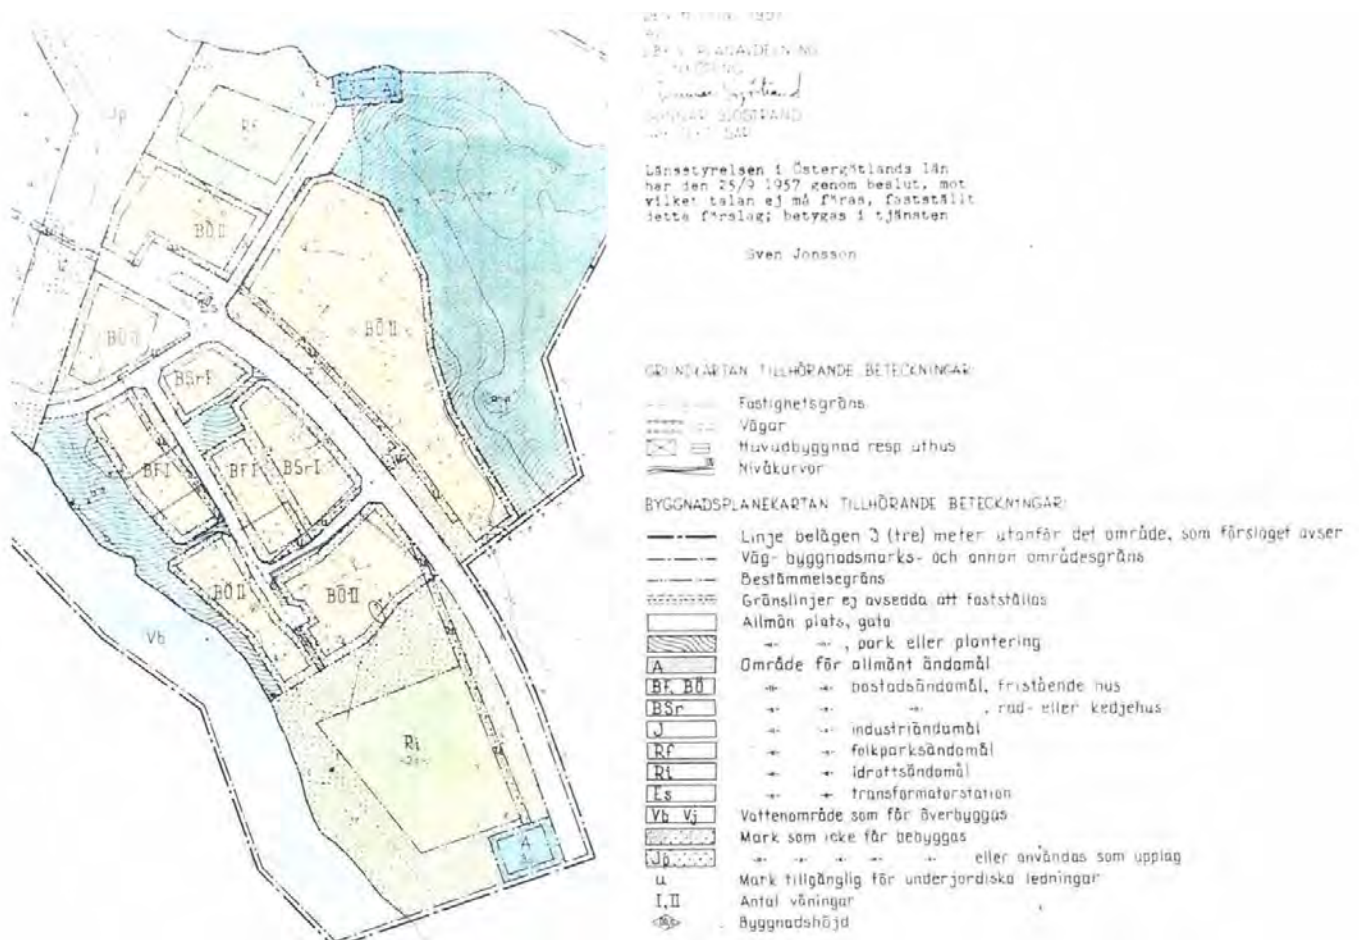 PLANAVDELNING
GUNNAR SJÖSTRAND
Länsstyrelsen i Östergötlands län
har den 25/9 1957 genom beslut, mot
vilket talan ej må föras, fastställt
detta förslag; betygas i tjänsten
Sven Jonsson
GRUNDKARTAN TILLHÖRANDE BETECKNINGAR:
Fastighetsgräns
Vägar
Huvudbyggnad resp uthus
Nivåkurvor
BYGGNADSPLANEKARTAN TILLHÖRANDE BETECKNINGAR:
Linje belägen 3 (tre) meter utanför det område, som förslaget avser
Väg- byggnadsmarks- och annan områdesgräns
Bestämmelsegräns
Gränslinjer ej avsedda att fastställas
Allmän plats, gata
-"- -"- , park eller plantering
A Område för allmänt ändamål
BF, BÖ -"- -"- bostadsändamål, fristående hus
BSr -"- -"- -"- , rad- eller kedjehus
J -"- -"- industriändamål
Rf -"- -"- folkparksändamål
Ri -"- -"- idrottsändamål
Es -"- -"- transformatorstation
Vb Vj Vattenområde som får överbyggas
Mark som icke får bebyggas
Jp -"- -"- -"- -"- -"- eller användas som upplag
u Mark tillgänglig för underjordiska ledningar
I, II Antal våningar
Byggnadshöjd
Jp
Rf
A
BÖII
BÖII
Es
BÖII
BSrI
BFI
BFI
BSrI
BÖII
BÖII
Vb
Ri
A